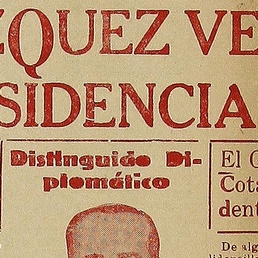 ZQUEZ VE
SIDENCIA
Distinguido Di-
plomático
El C
Cota
dent
De alg